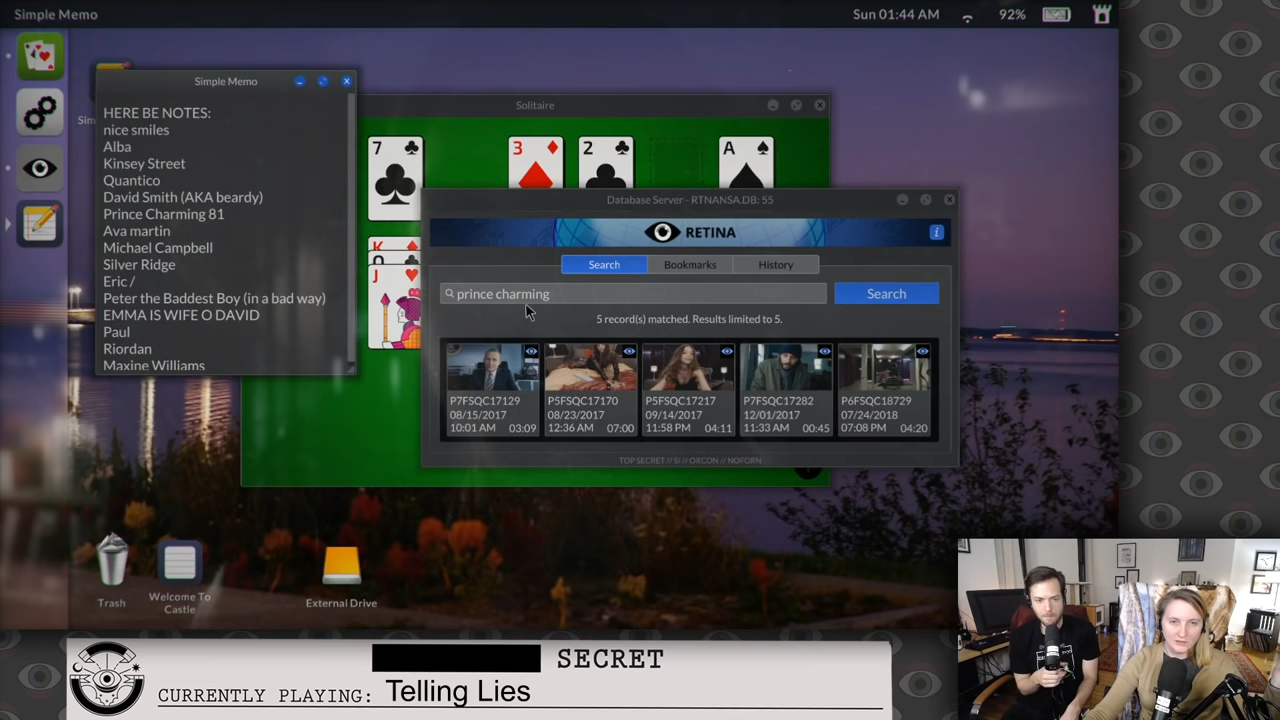 Simple Memo
Sun 01:44 AM
92%
Simple Memo
HERE BE NOTES:
nice smiles
Alba
Kinsey Street
Quantico
David Smith (AKA beardy)
Prince Charming 81
Ava martin
Michael Campbell
Silver Ridge
Eric /
Peter the Baddest Boy (in a bad way)
EMMA IS WIFE O DAVID
Paul
Riordan
Maxine Williams
Sim
Solitaire
7
3
2
A
K
J
Database Server - RTNANSA.DB: 55
RETINA
i
Search Bookmarks History
prince charming
Search
5 record(s) matched. Results limited to 5.
P7FSQC17129
08/15/2017
10:01 AM 03:09
P5FSQC17170
08/23/2017
12:36 AM 07:00
P5FSQC17217
09/14/2017
11:58 PM 04:11
P7FSQC17282
12/01/2017
11:33 AM 00:45
P6FSQC18729
07/24/2018
07:08 PM 04:20
TOP SECRET // SI // ORCON // NOFORN
Trash
Welcome To
Castle
External Drive
SECRET
CURRENTLY PLAYING: Telling Lies